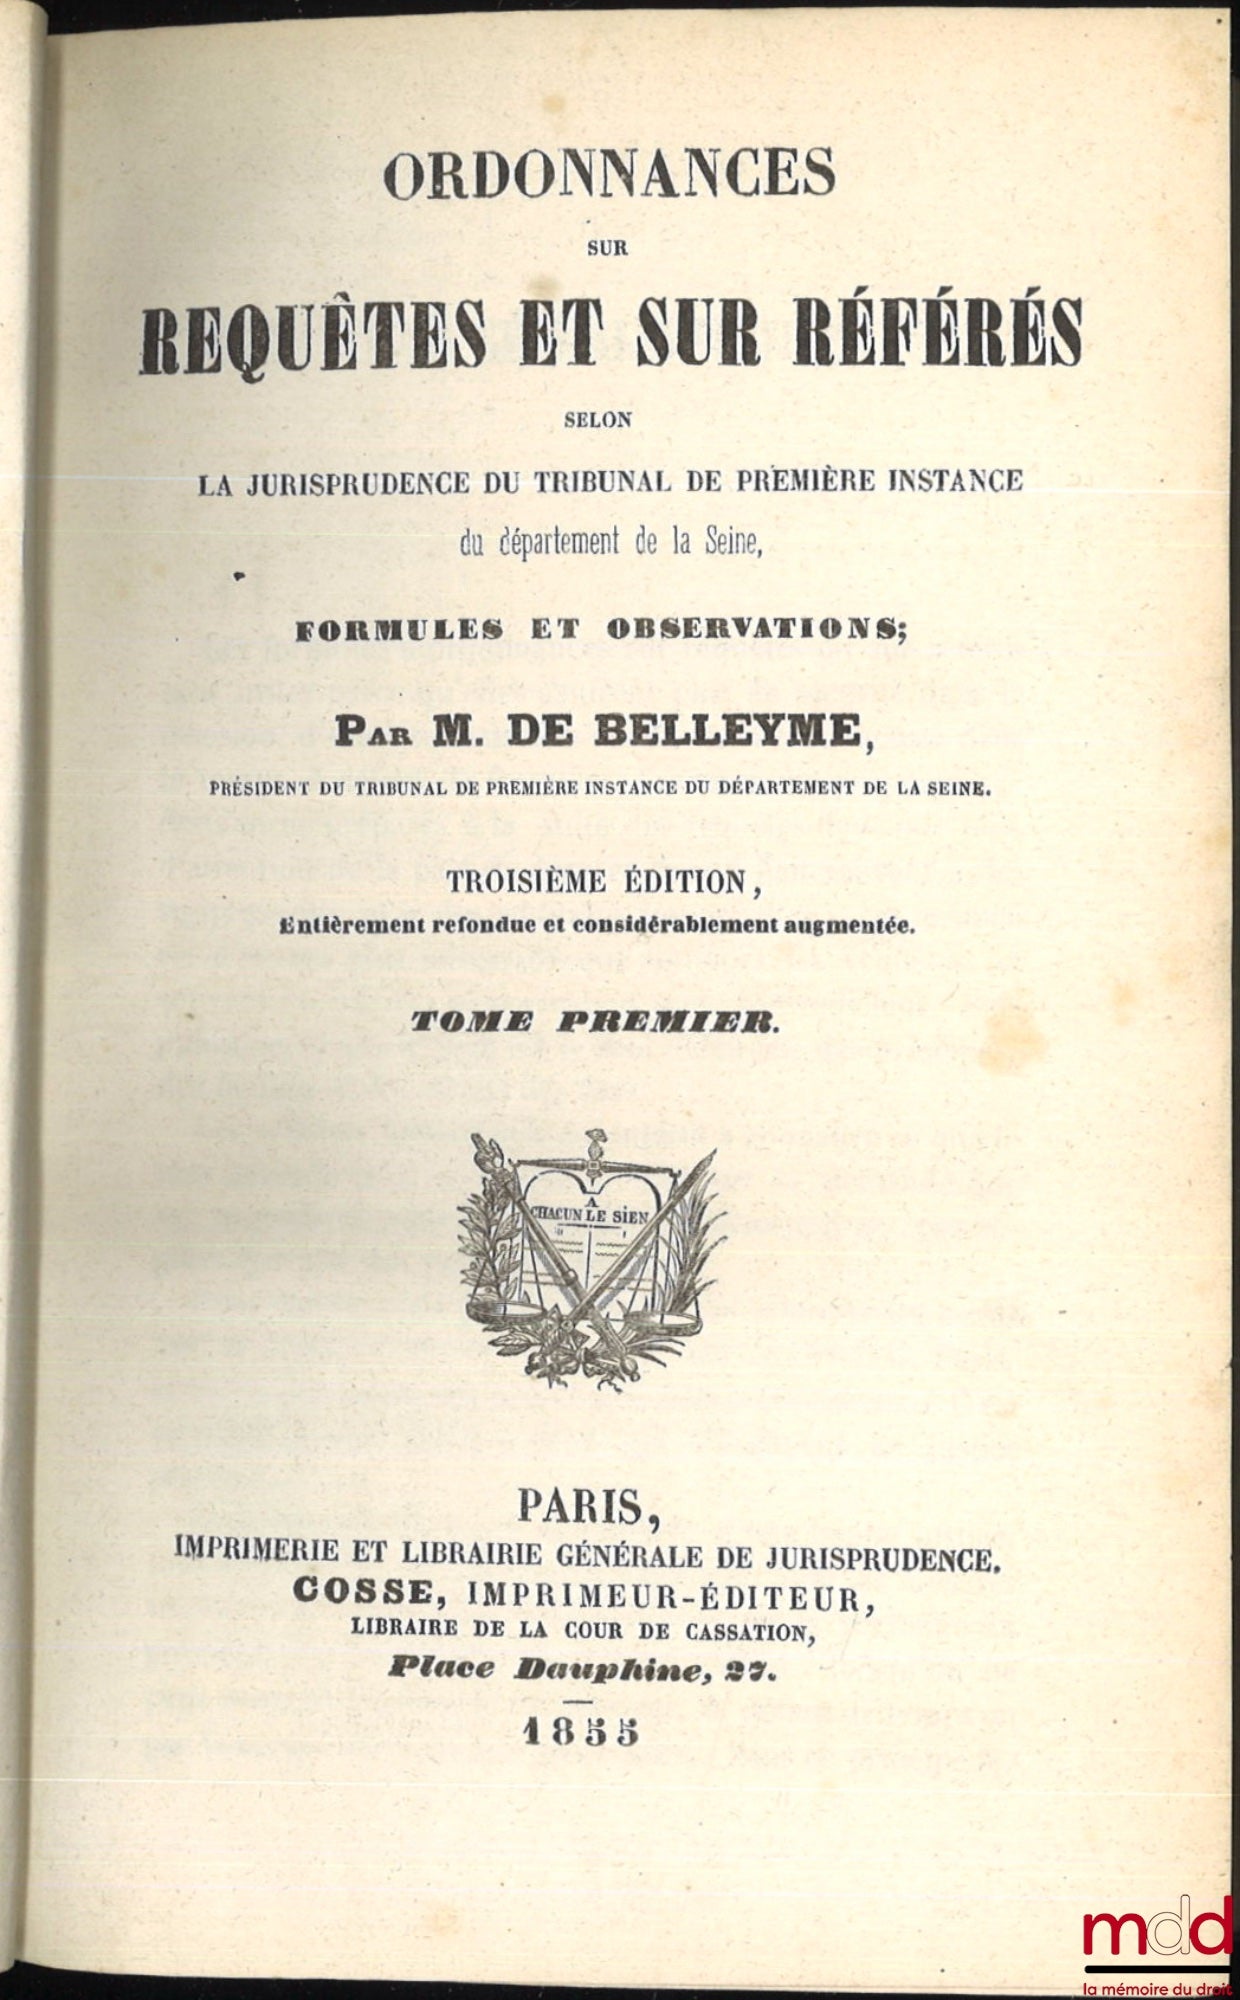 ORDONNANCES
SUR
REQUÊTES ET SUR RÉFÉRÉS
SELON
LA JURISPRUDENCE DU TRIBUNAL DE PREMIÈRE INSTANCE
du département de la Seine,
FORMULES ET OBSERVATIONS;
PAR M. DE BELLEYME,
PRÉSIDENT DU TRIBUNAL DE PREMIÈRE INSTANCE DU DÉPARTEMENT DE LA SEINE.
TROISIÈME ÉDITION,
Entièrement refondue et considérablement augmentée.
TOME PREMIER.
A
CHACUN LE SIEN
PARIS,
IMPRIMERIE ET LIBRAIRIE GÉNÉRALE DE JURISPRUDENCE.
COSSE, IMPRIMEUR-ÉDITEUR,
LIBRAIRE DE LA COUR DE CASSATION,
Place Dauphine, 27.
1855
mdd
la mémoire du droit